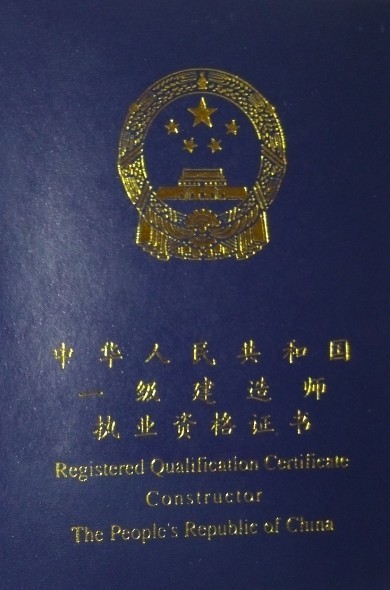 中华人民共和国
一级建造师
执业资格证书
Registered Qualification Certificate
Constructor
The People's Republic of China